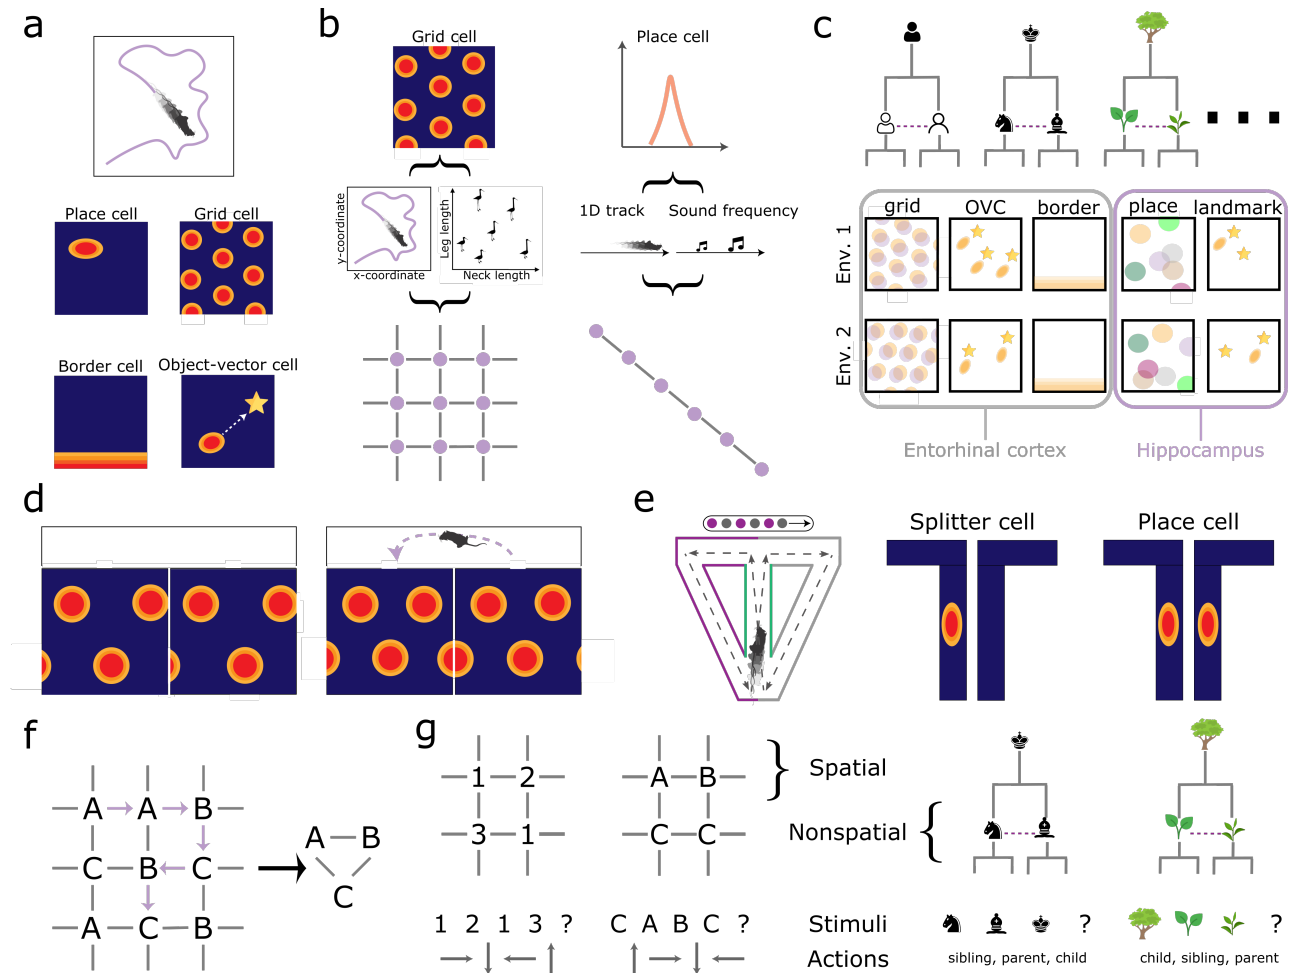 a
Place cell
Grid cell
Border cell
Object-vector cell
b
Grid cell
Place cell
y-coordinate
x-coordinate
Leg length
Neck length
1D track
Sound frequency
c
grid
OVC
border
place
landmark
Env. 1
Env. 2
Entorhinal cortex
Hippocampus
d
e
Splitter cell
Place cell
f
A A B
C B C
A C B
A B
C
g
1 2
3 1
A B
C C
Spatial
Nonspatial
1 2 1 3 ?
C A B C ?
Stimuli
?
?
Actions
sibling, parent, child
child, sibling, parent